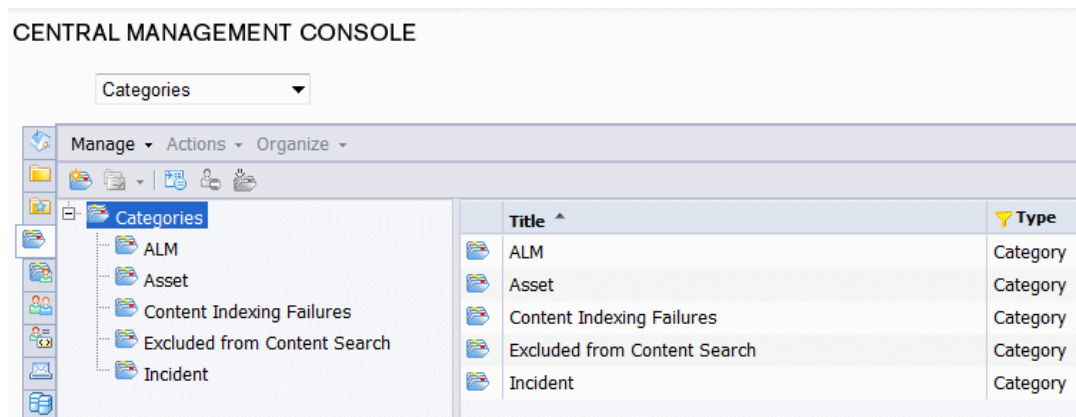 CENTRAL MANAGEMENT CONSOLE
Categories
Manage Actions Organize
Categories
ALM
Asset
Content Indexing Failures
Excluded from Content Search
Incident
Title Type
ALM Category
Asset Category
Content Indexing Failures Category
Excluded from Content Search Category
Incident Category